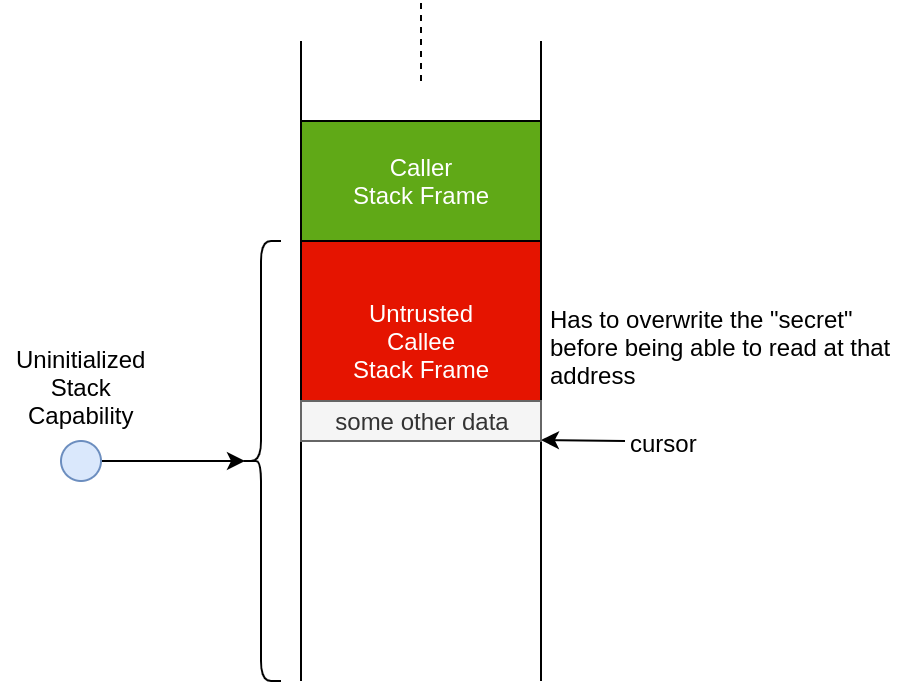 Caller
Stack Frame
Untrusted
Callee
Stack Frame
Has to overwrite the "secret"
before being able to read at that
address
Uninitialized
Stack
Capability
some other data
cursor